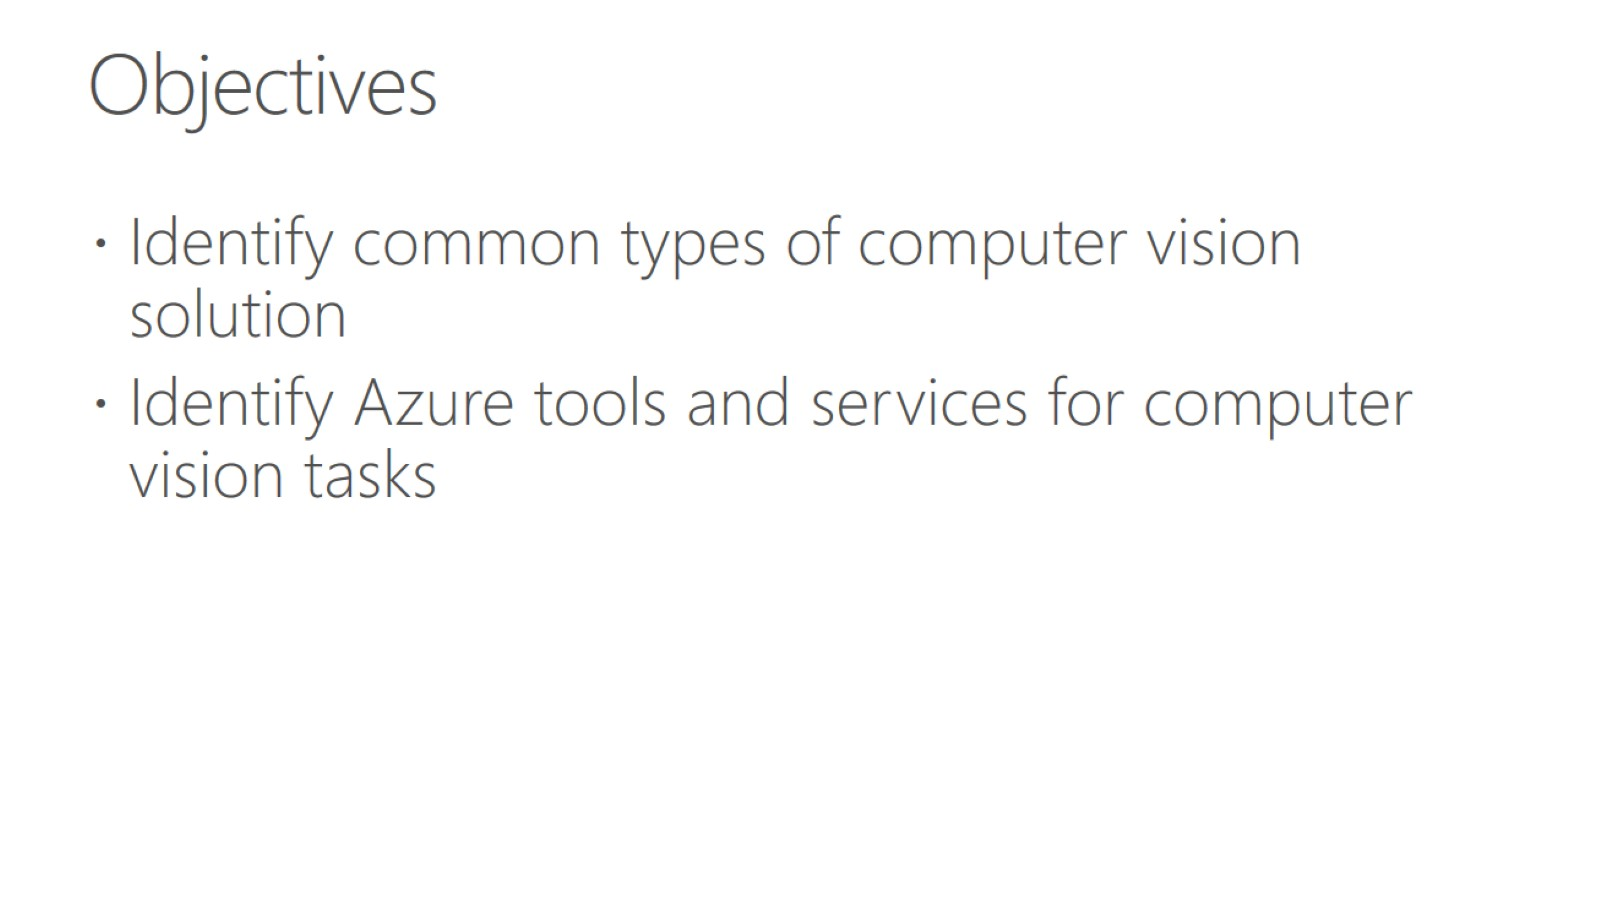 Objectives
• Identify common types of computer vision
solution
• Identify Azure tools and services for computer
vision tasks